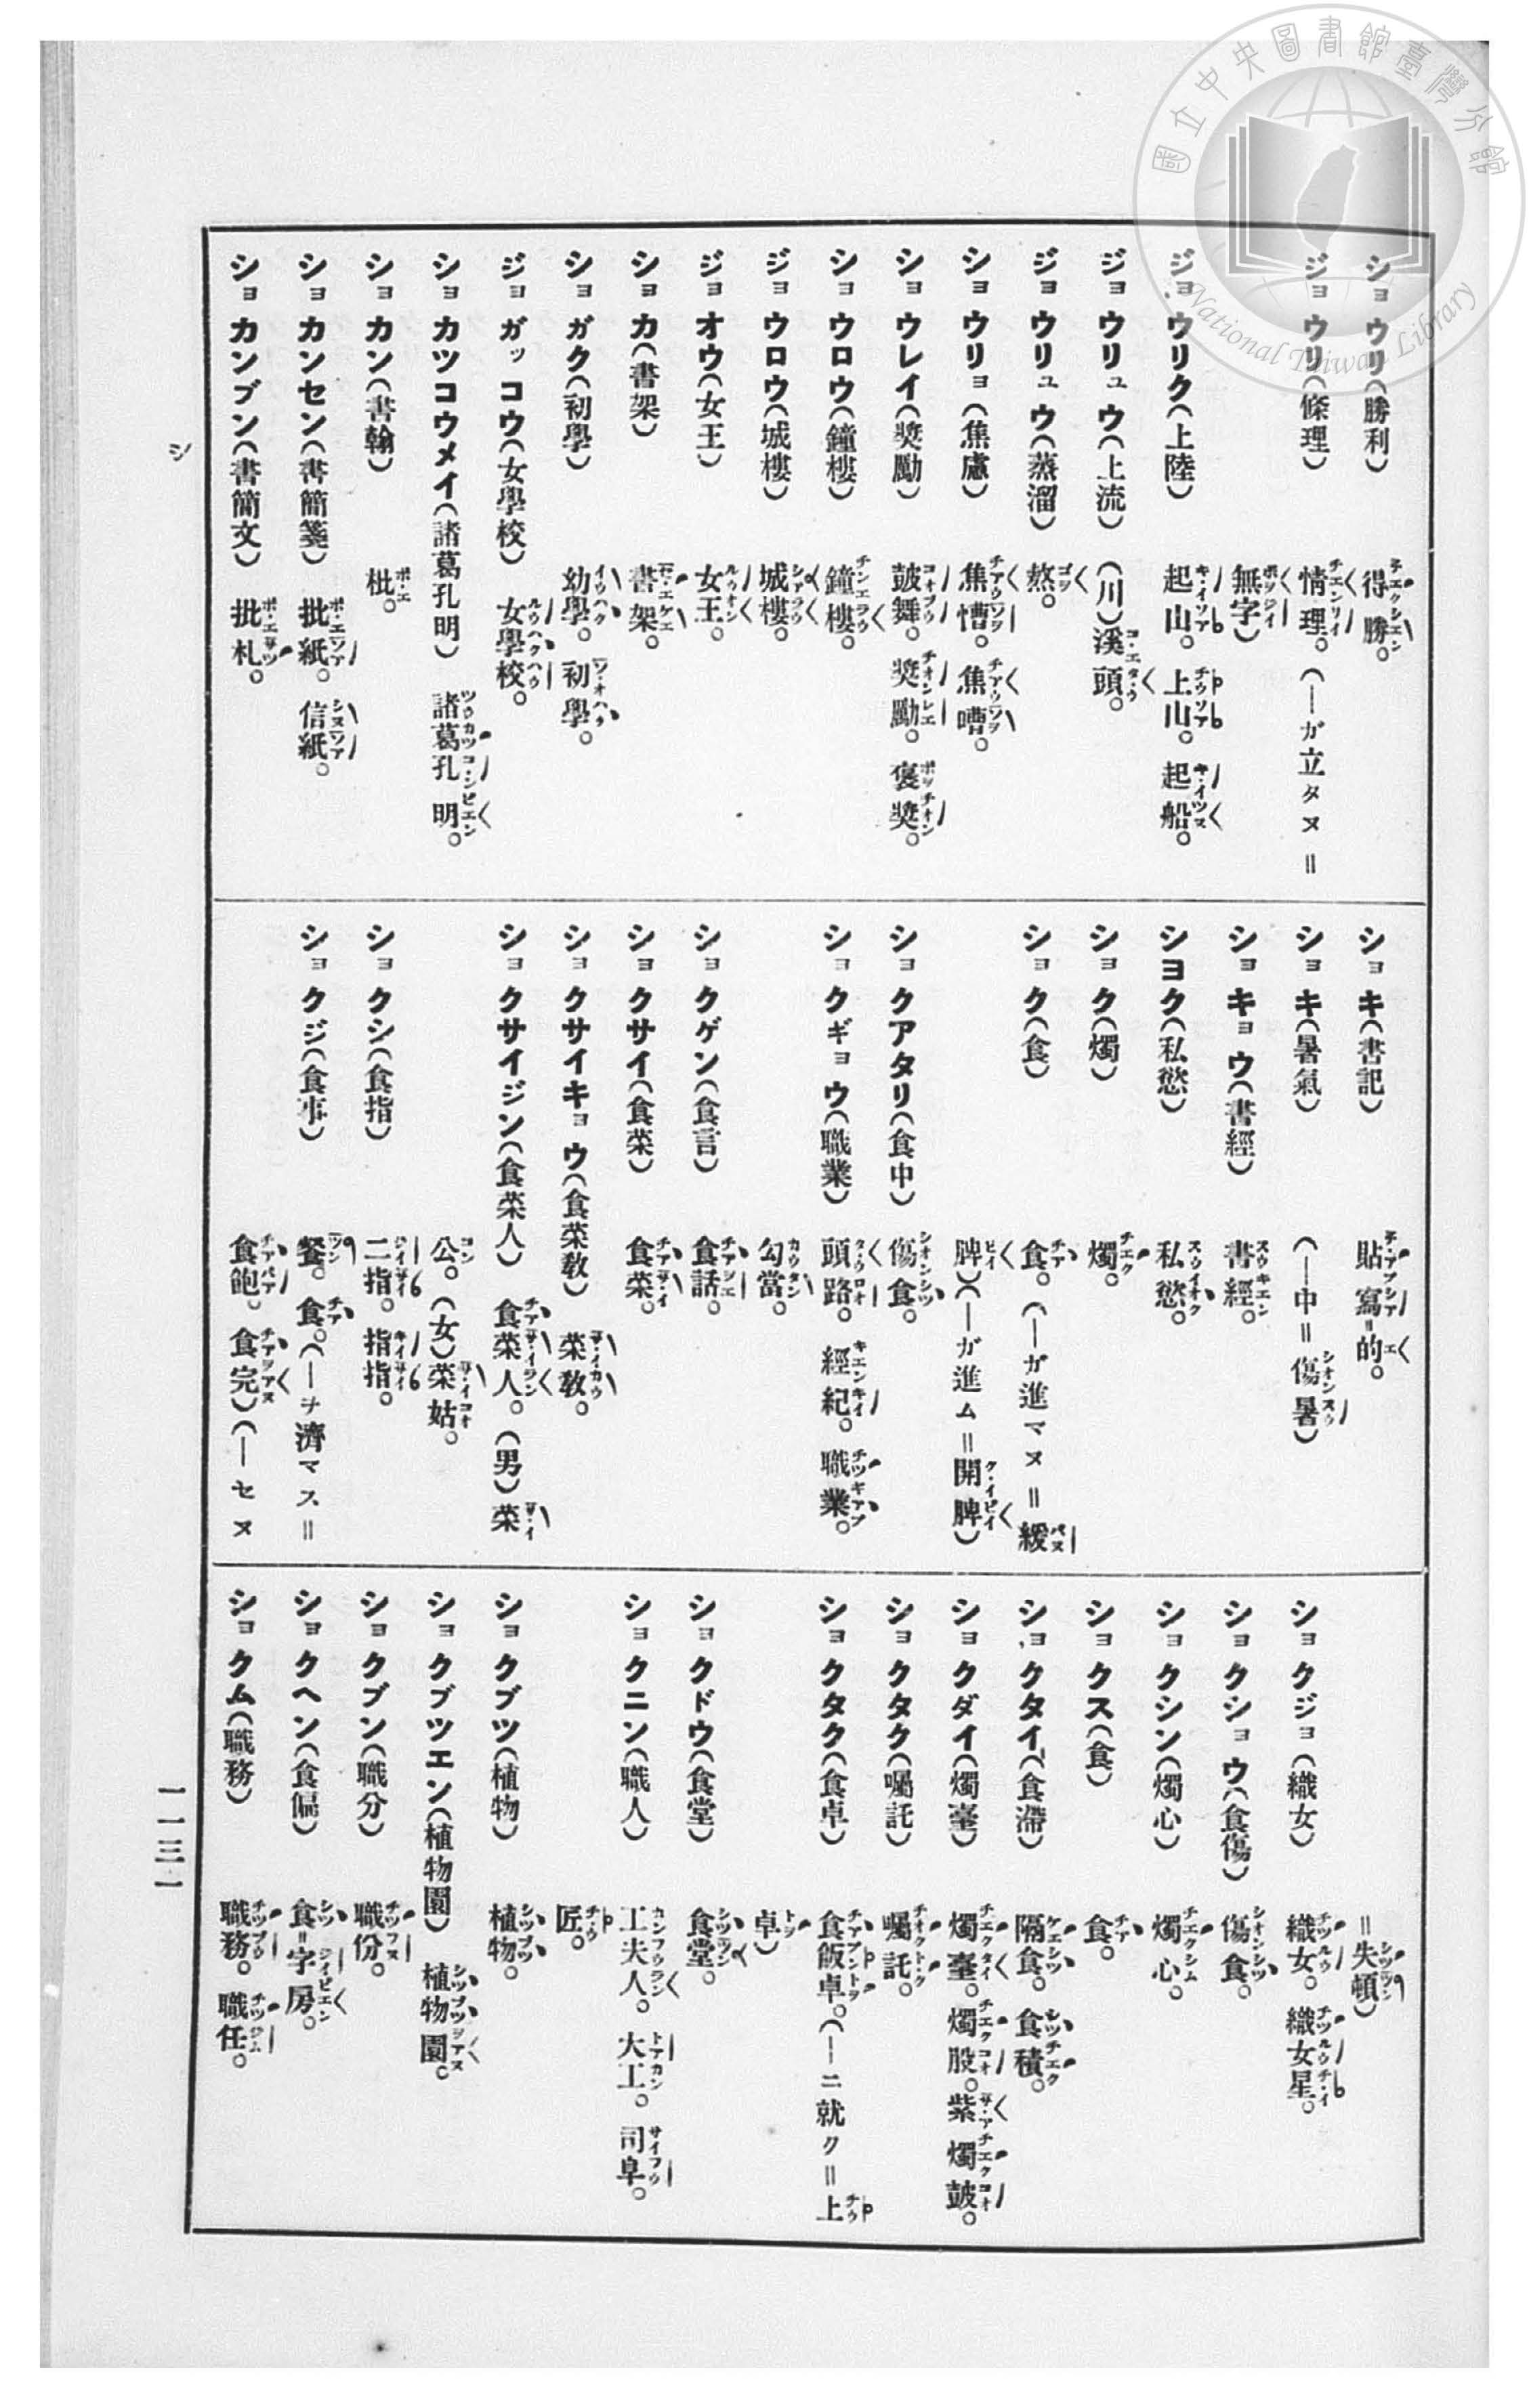 國立中央圖書館臺灣分館
National Taiwan Library
ショウリ(勝利) 得勝。
ジョウリ(條理) 情理。(―ガ立タヌ=
無字)
ジョウリク(上陸) 起山。上山。起船。
ジョウリュウ(上流) (川)溪頭。
ジョウリュウ(蒸溜) 熬。
ショウリョ(焦慮) 焦慒。焦嘈。
ショウレイ(奬勵) 鼓舞。奬勵。褒奬。
ショウロウ(鐘樓) 鐘樓。
ジョウロウ(城樓) 城樓。
ジョオウ(女王) 女王。
ショカ(書架) 書架。
ショガク(初學) 幼學。初學。
ジョガッコウ(女學校) 女學校。
ショカツコウメイ(諸葛孔明) 諸葛孔明。
ショカン(書翰) 批。
ショカンセン(書簡箋) 批紙。信紙。
ショカンブン(書簡文) 批札。
ショキ(書記) 貼寫=的。
ショキ(暑氣) (―中=傷暑)
ショキョウ(書經) 書經。
シヨク(私慾) 私慾。
ショク(燭) 燭。
ショク(食) 食。(―ガ進マヌ=緩
脾)(―ガ進ム=開脾)
ショクアタリ(食中) 傷食。
ショクギョウ(職業) 頭路。經紀。職業。
勾當。
ショクゲン(食言) 食話。
ショクサイ(食菜) 食菜。
ショクサイキョウ(食菜敎) 菜敎。
ショクサイジン(食菜人) 食菜人。(男)菜
公。(女)菜姑。
ショクシ(食指) 二指。指指。
ショクジ(食事) 餐。食。(―ヲ濟マス=
食飽。食完)(―セヌ
=失頓)
ショクジョ(織女) 織女。織女星。
ショクショウ(食傷) 傷食。
ショクシン(燭心) 燭心。
ショクス(食) 食。
ショクタイ(食滯) 隔食。食積。
ショクダイ(燭臺) 燭臺。燭股。紫燭鼓。
ショクタク(囑託) 囑託。
ショクタク(食卓) 食飯卓。(―ニ就ク=上
卓)
ショクドウ(食堂) 食堂。
ショクニン(職人) 工夫人。大工。司阜。
匠。
ショクブツ(植物) 植物。
ショクブツエン(植物園) 植物園。
ショクブン(職分) 職份。
ショクヘン(食偏) 食=字房。
ショクム(職務) 職務。職任。
シ
一一三一